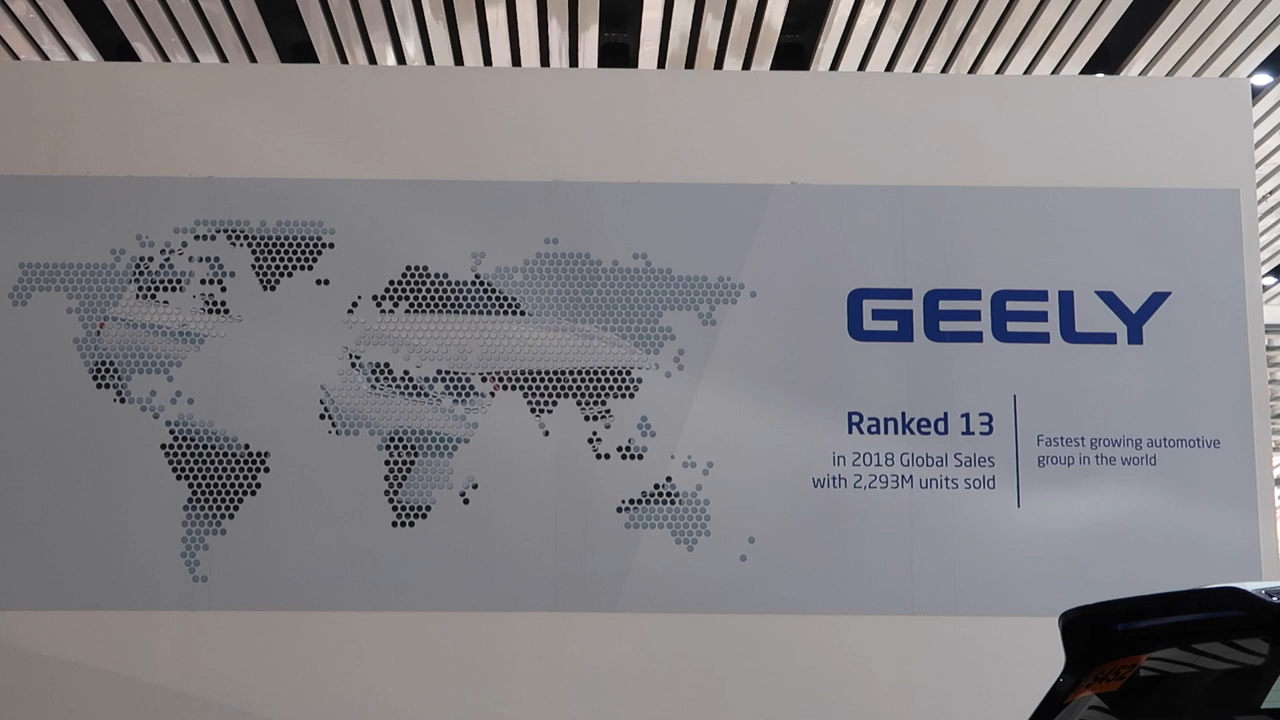 GEELY
Ranked 13
in 2018 Global Sales
with 2,293M units sold
Fastest growing automotive
group in the world